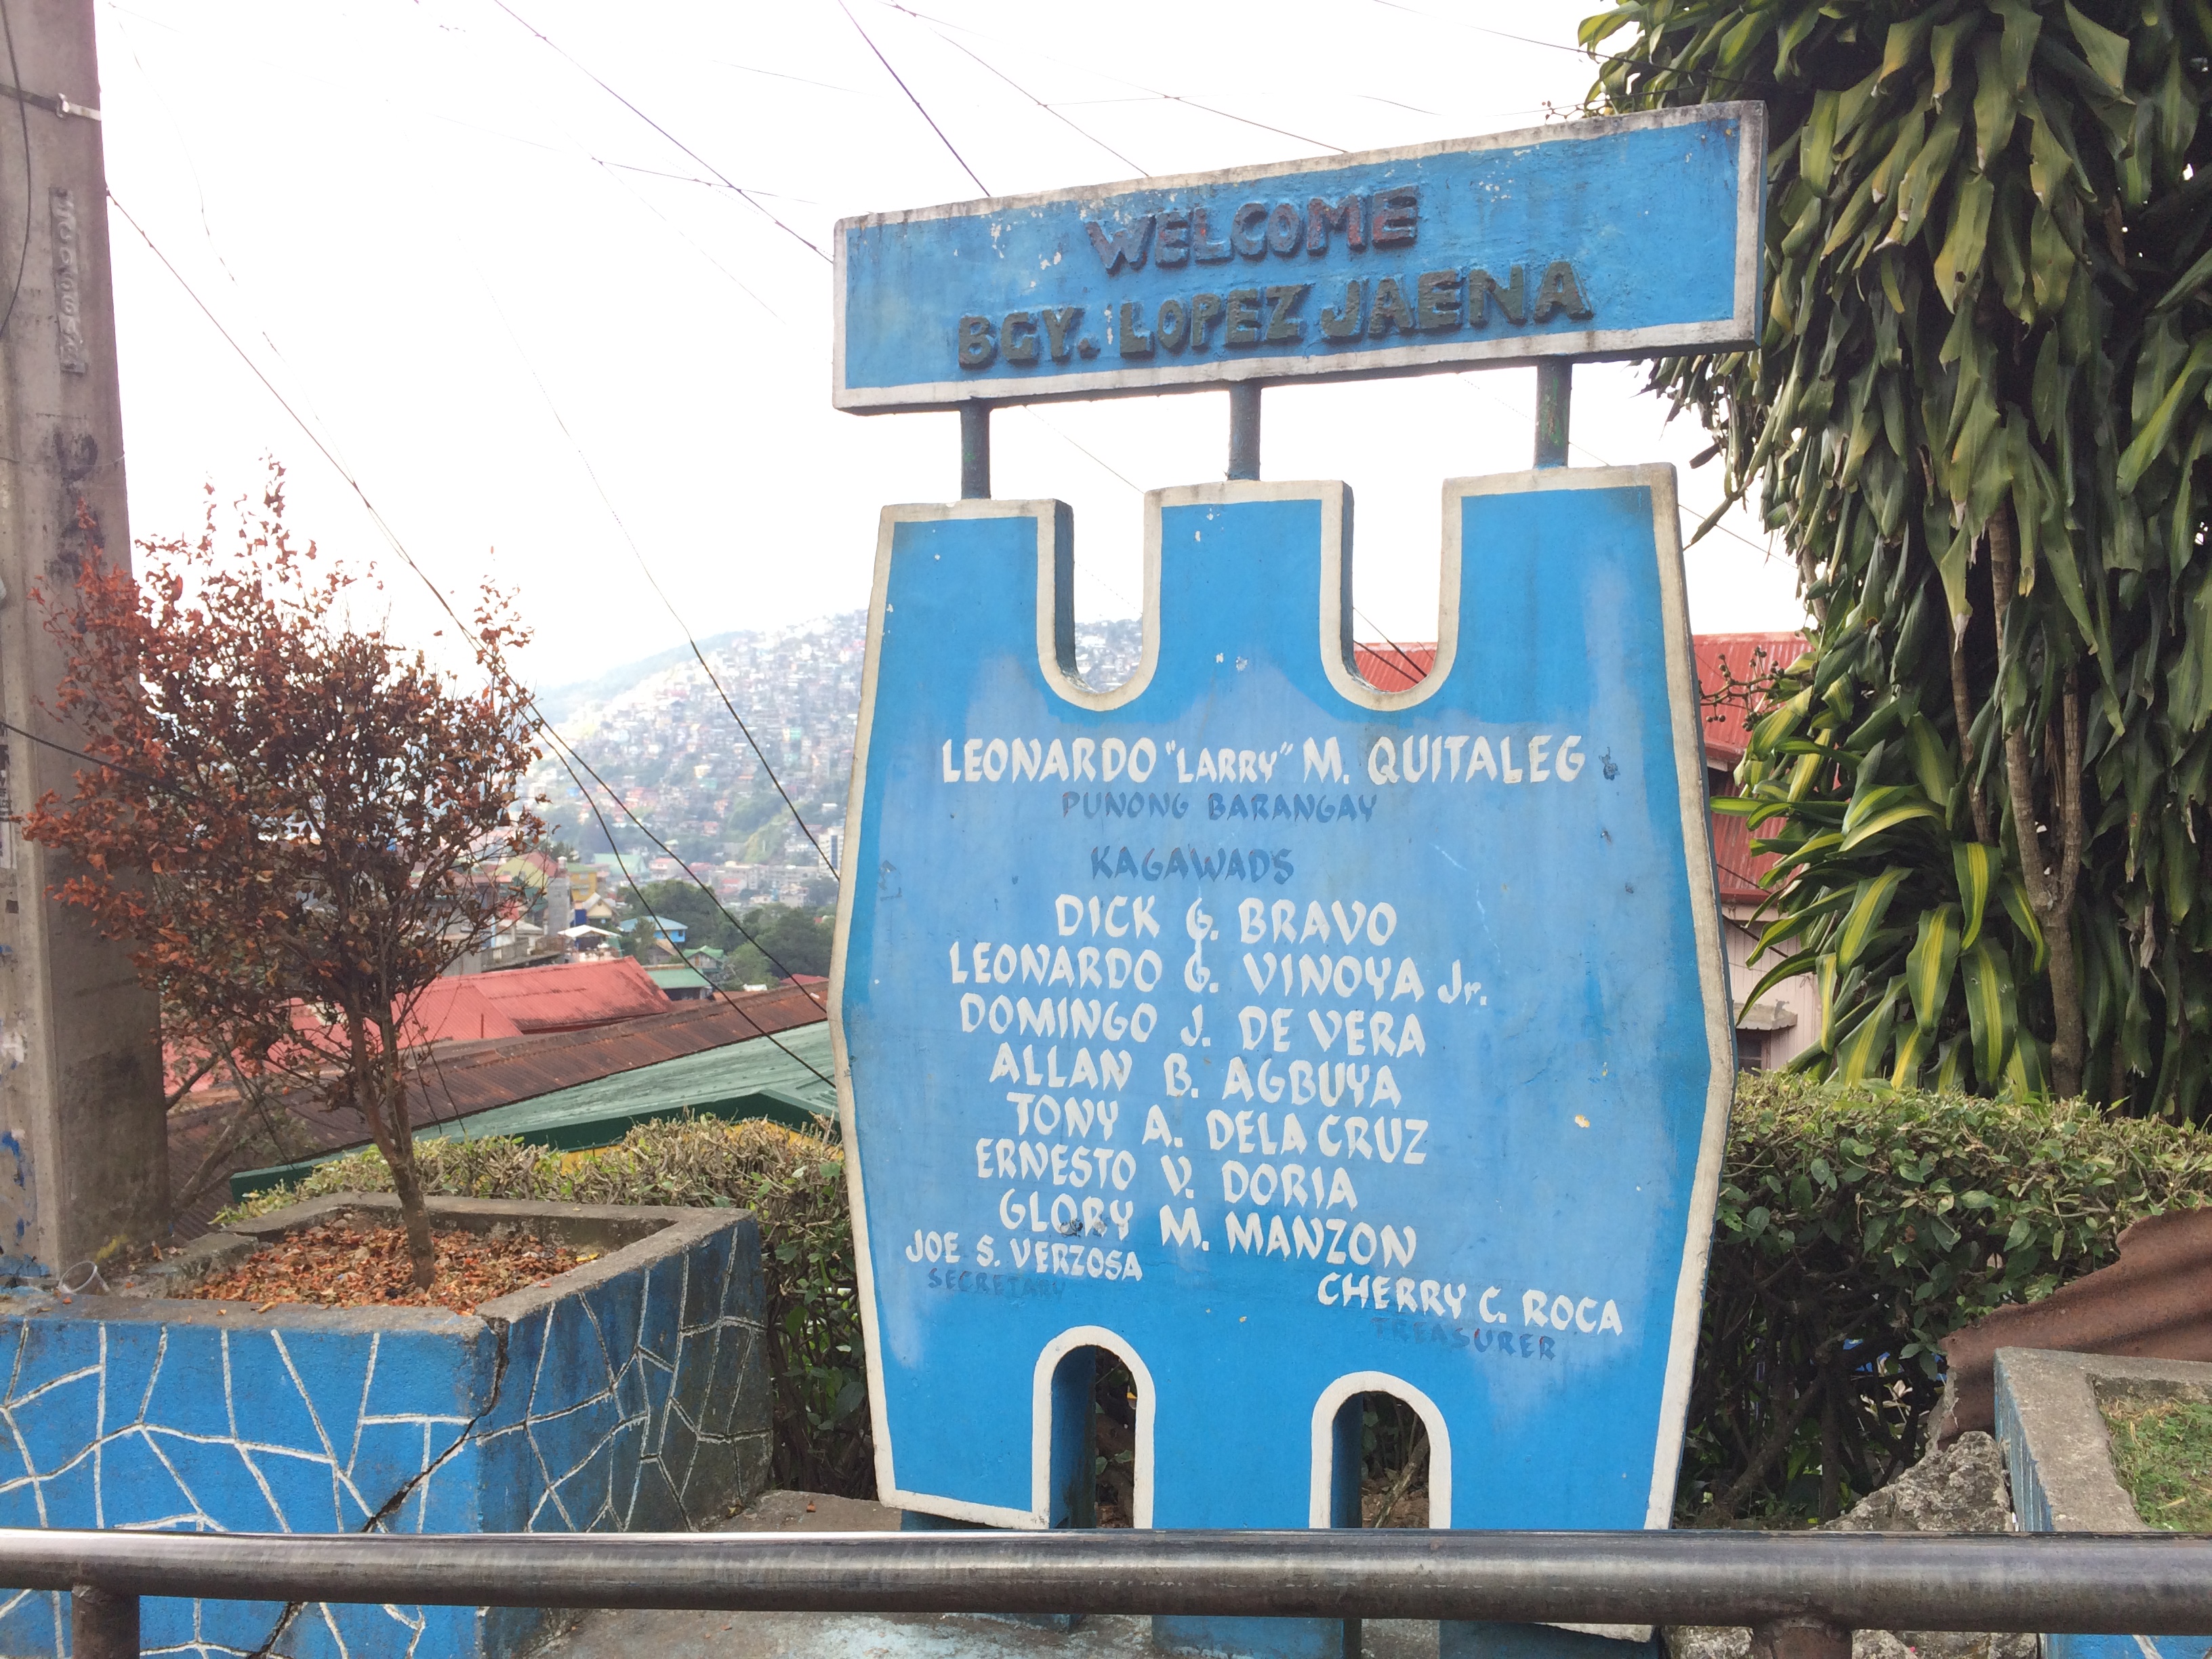 WELCOME
BGY. LOPEZ JAENA
LEONARDO "LARRY" M. QUITALEG
PUNONG BARANGAY
KAGAWADS
DICK G. BRAVO
LEONARDO G. VINOYA Jr.
DOMINGO J. DE VERA
ALLAN B. AGBUYA
TONY A. DELA CRUZ
ERNESTO V. DORIA
GLORY M. MANZON
JOE S. VERZOSA
SECRETARY
CHERRY C. ROCA
TREASURER